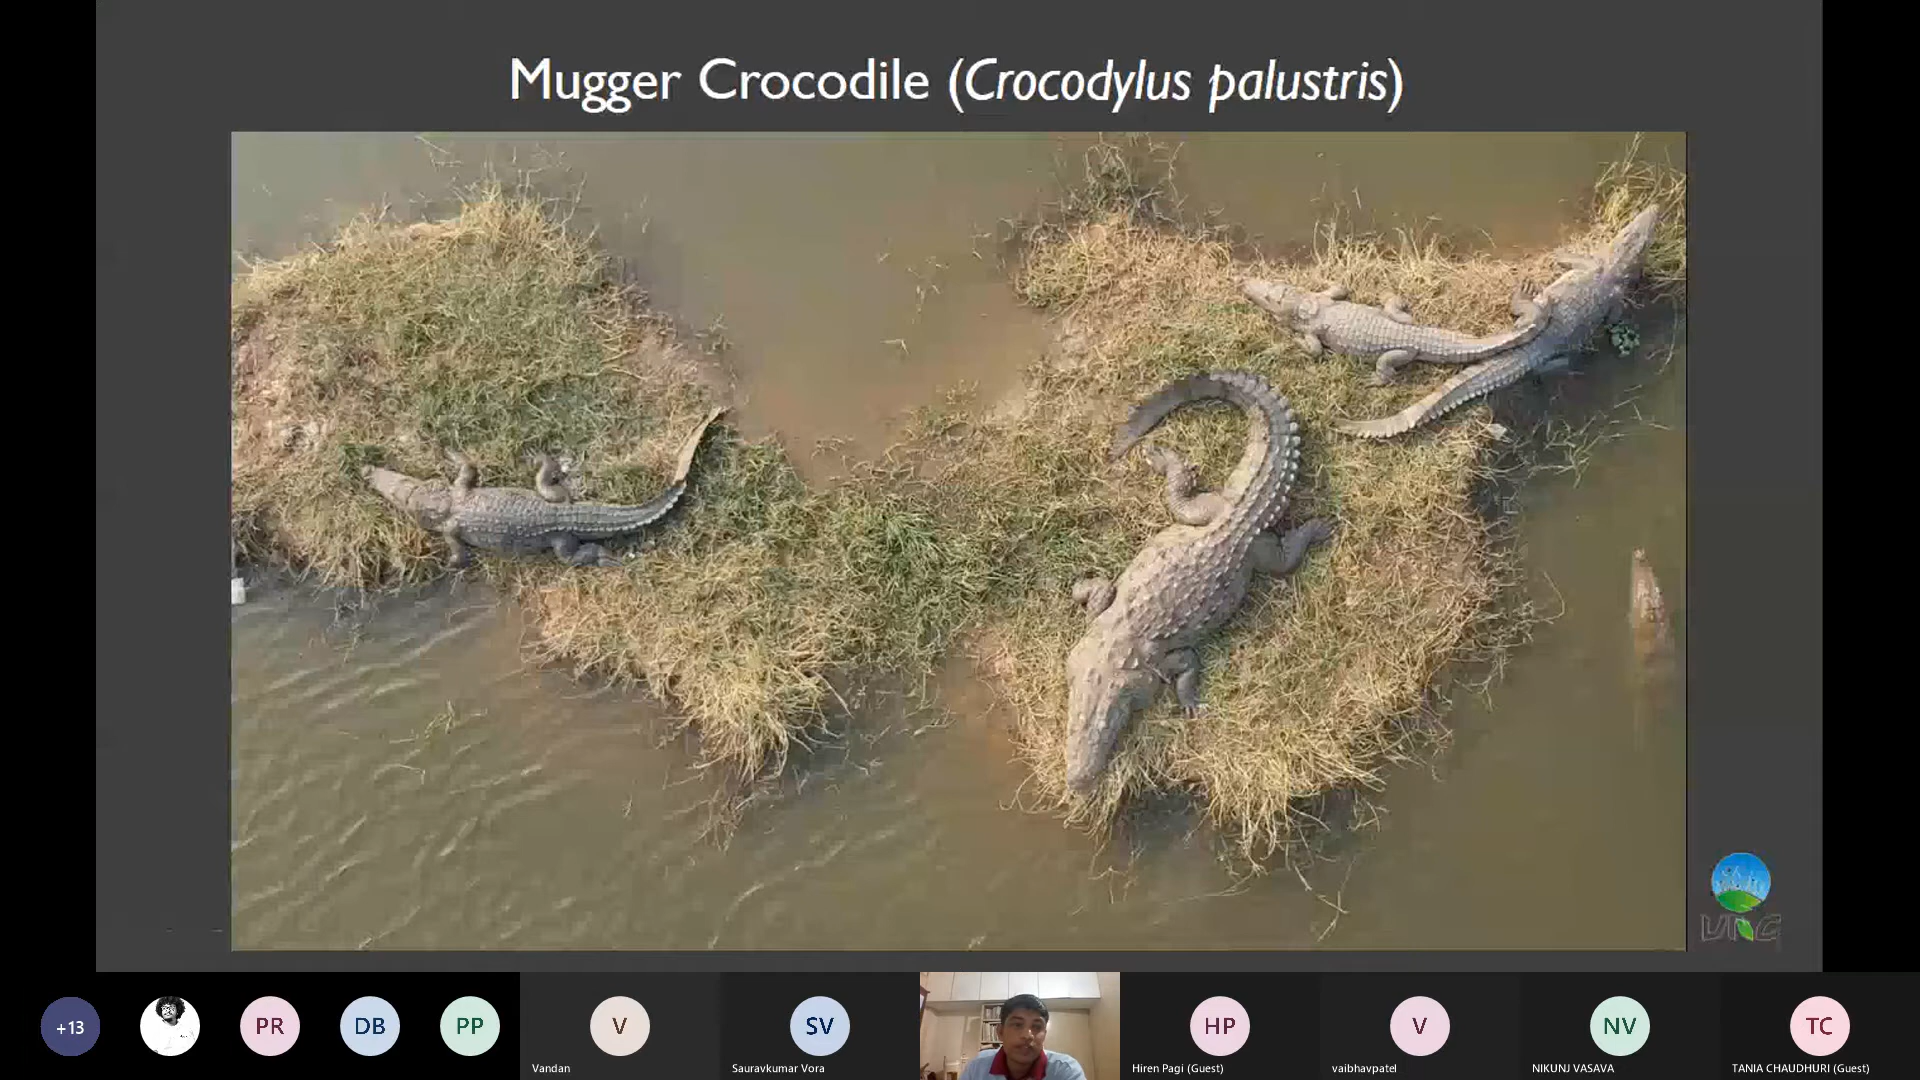 Mugger Crocodile (Crocodylus palustris)
VNC
+13
PR
DB
PP
V
SV
HP
V
NV
TC
Vandan
Sauravkumar Vora
Hiren Pagi (Guest)
vaibhavpatel
NIKUNJ VASAVA
TANIA CHAUDHURI (Guest)